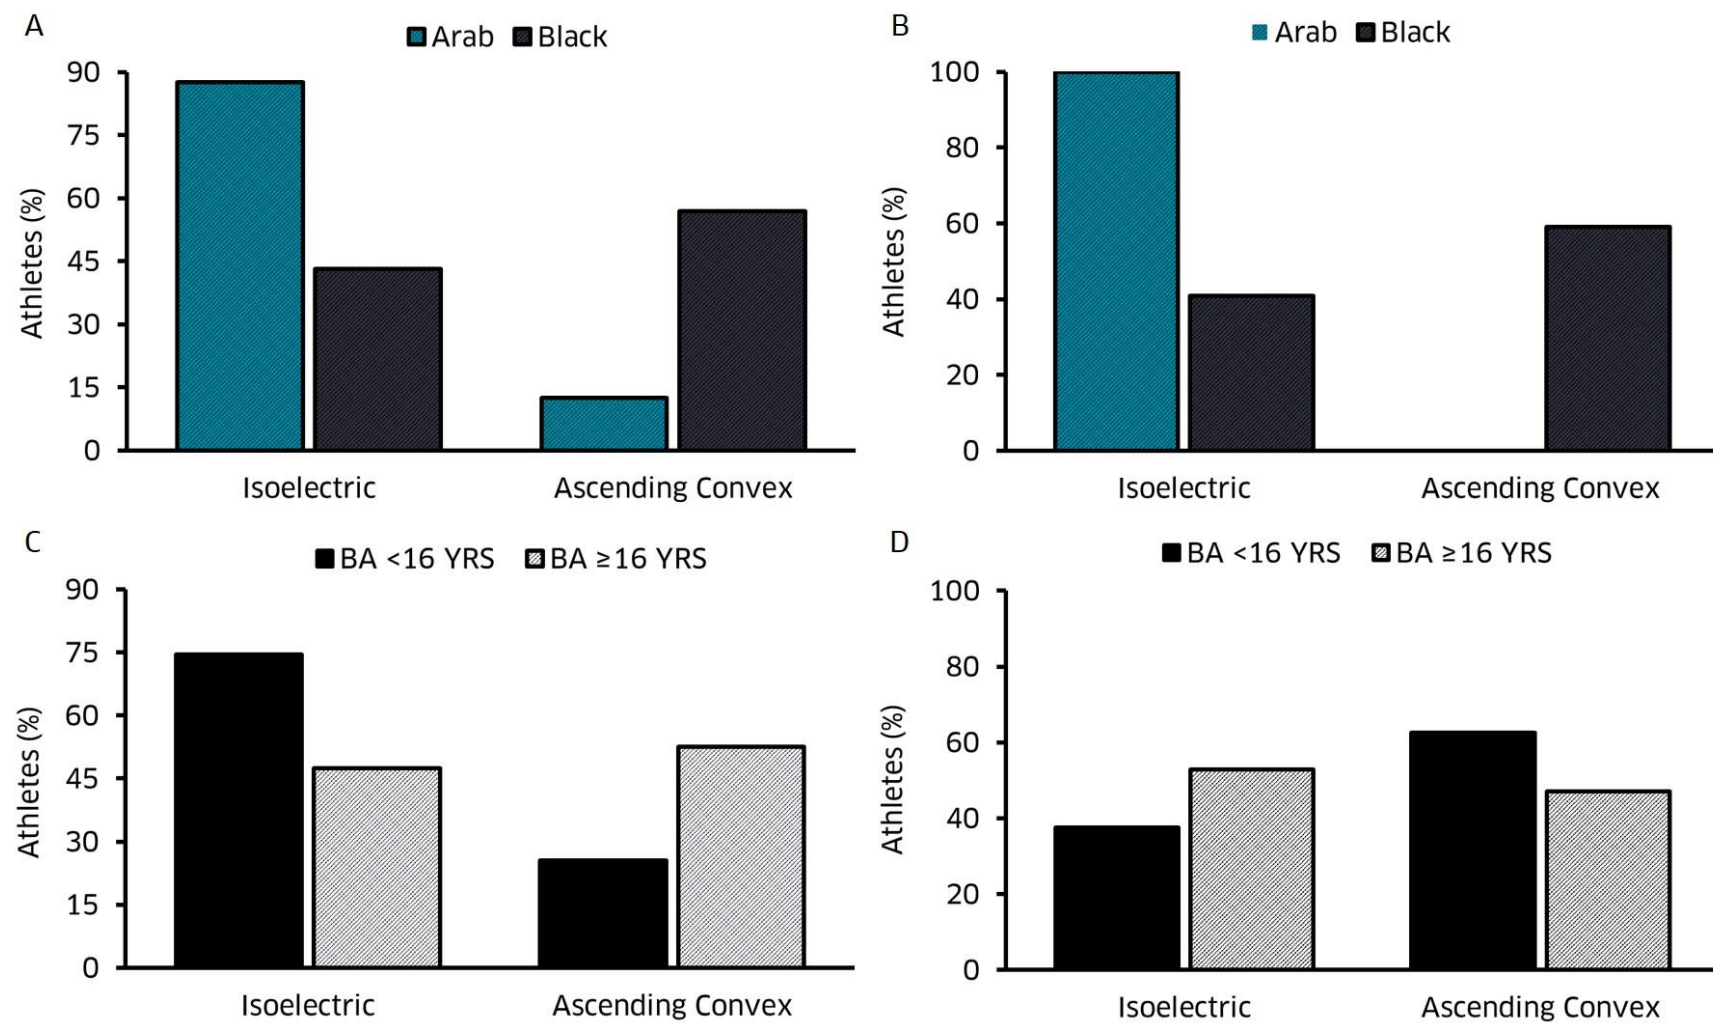 A
Arab Black
90
75
60
45
30
15
0
Athletes (%)
Isoelectric Ascending Convex
B
Arab Black
100
80
60
40
20
0
Athletes (%)
Isoelectric Ascending Convex
C
BA <16 YRS BA ≥16 YRS
90
75
60
45
30
15
0
Athletes (%)
Isoelectric Ascending Convex
D
BA <16 YRS BA ≥16 YRS
100
80
60
40
20
0
Athletes (%)
Isoelectric Ascending Convex